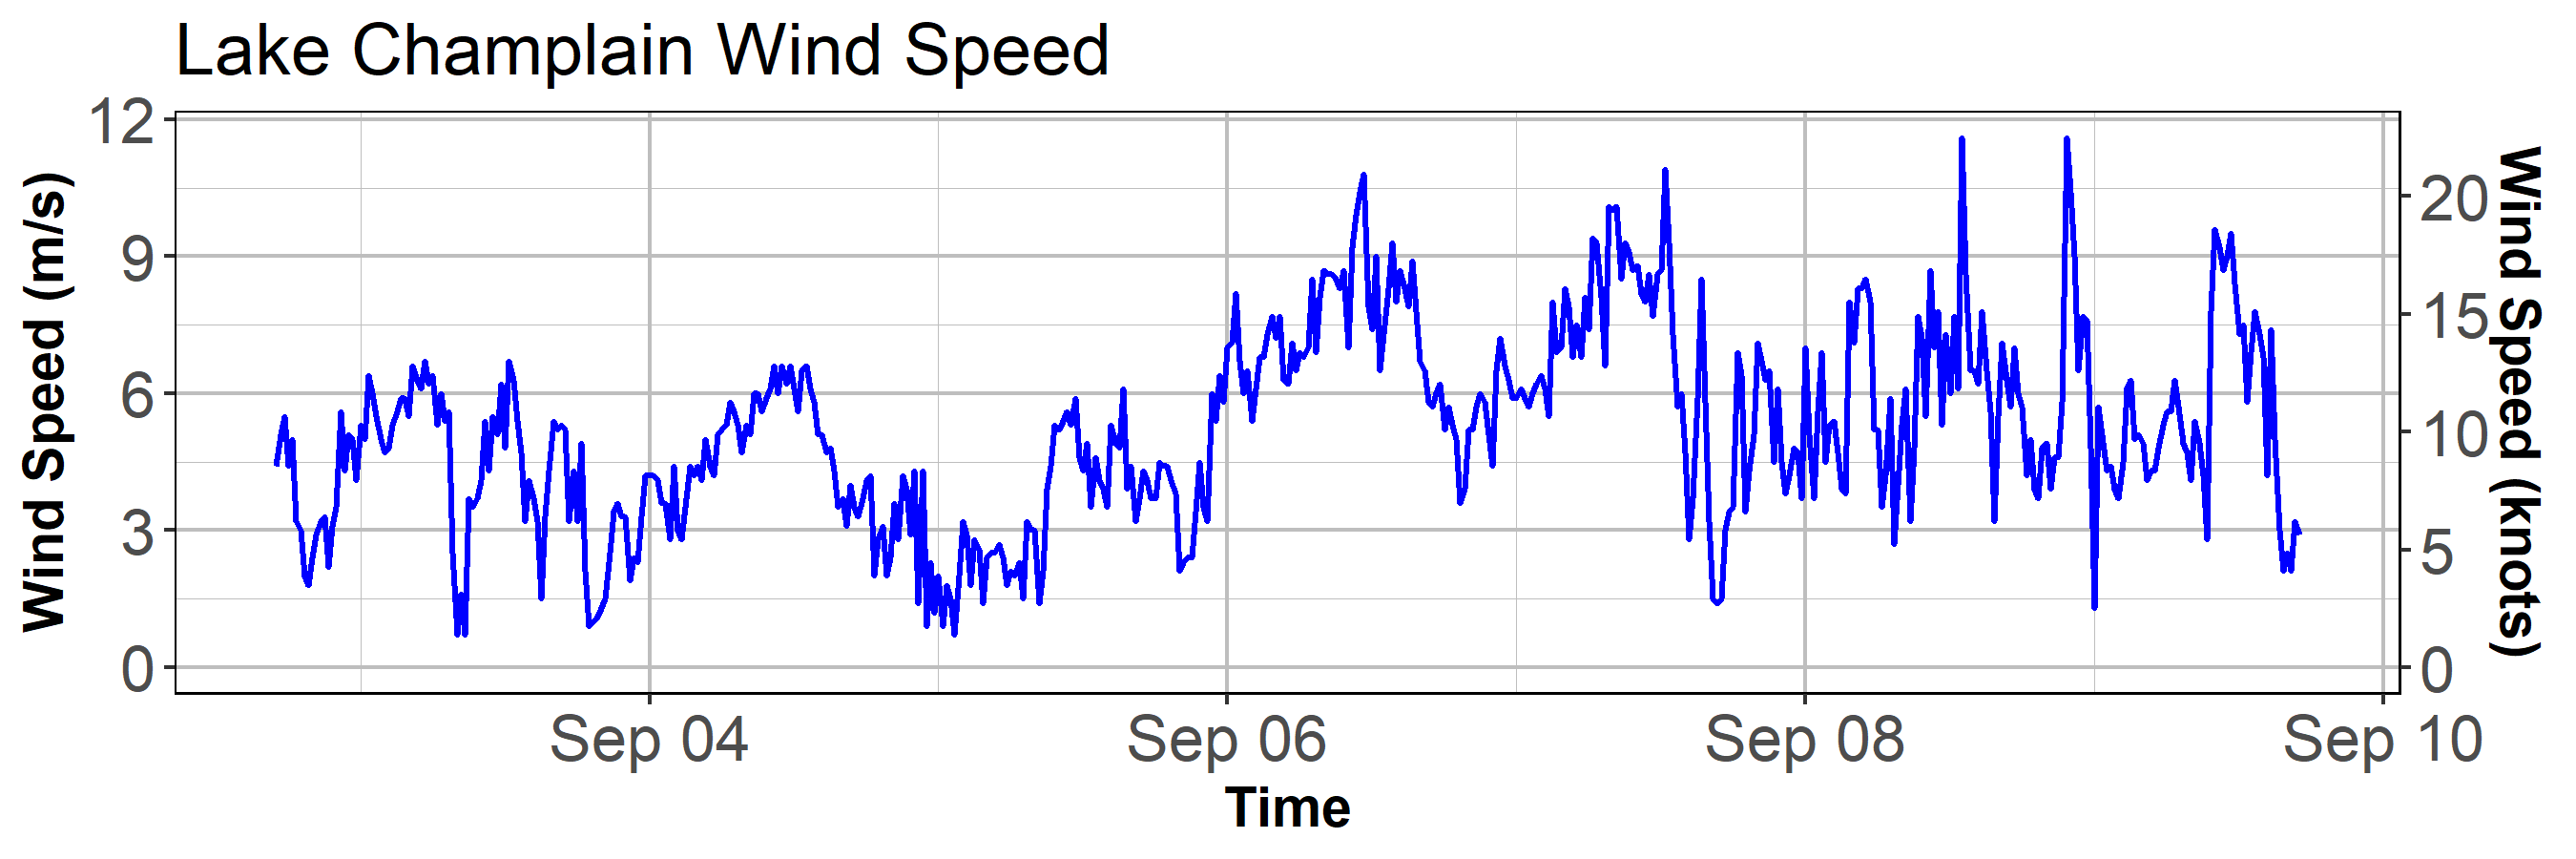 Lake Champlain Wind Speed
12
9
6
3
0
Wind Speed (m/s)
20
15
10
5
0
Wind Speed (knots)
Sep 04 Sep 06 Sep 08 Sep 10
Time